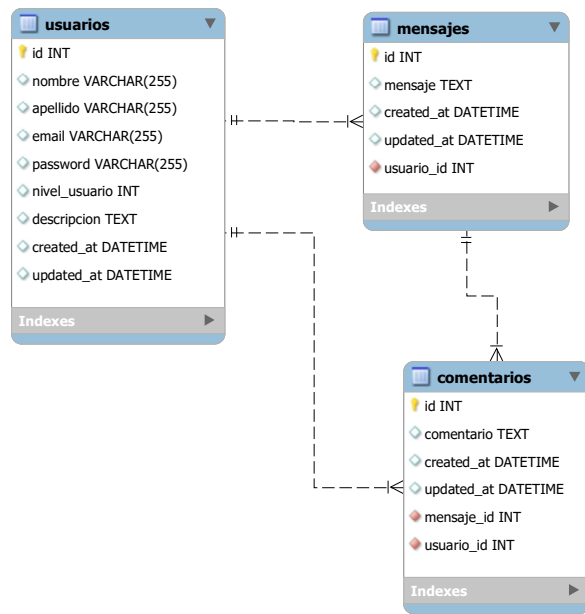 usuarios
id INT
nombre VARCHAR(255)
apellido VARCHAR(255)
email VARCHAR(255)
password VARCHAR(255)
nivel_usuario INT
descripcion TEXT
created_at DATETIME
updated_at DATETIME
Indexes
mensajes
id INT
mensaje TEXT
created_at DATETIME
updated_at DATETIME
usuario_id INT
Indexes
comentarios
id INT
comentario TEXT
created_at DATETIME
updated_at DATETIME
mensaje_id INT
usuario_id INT
Indexes